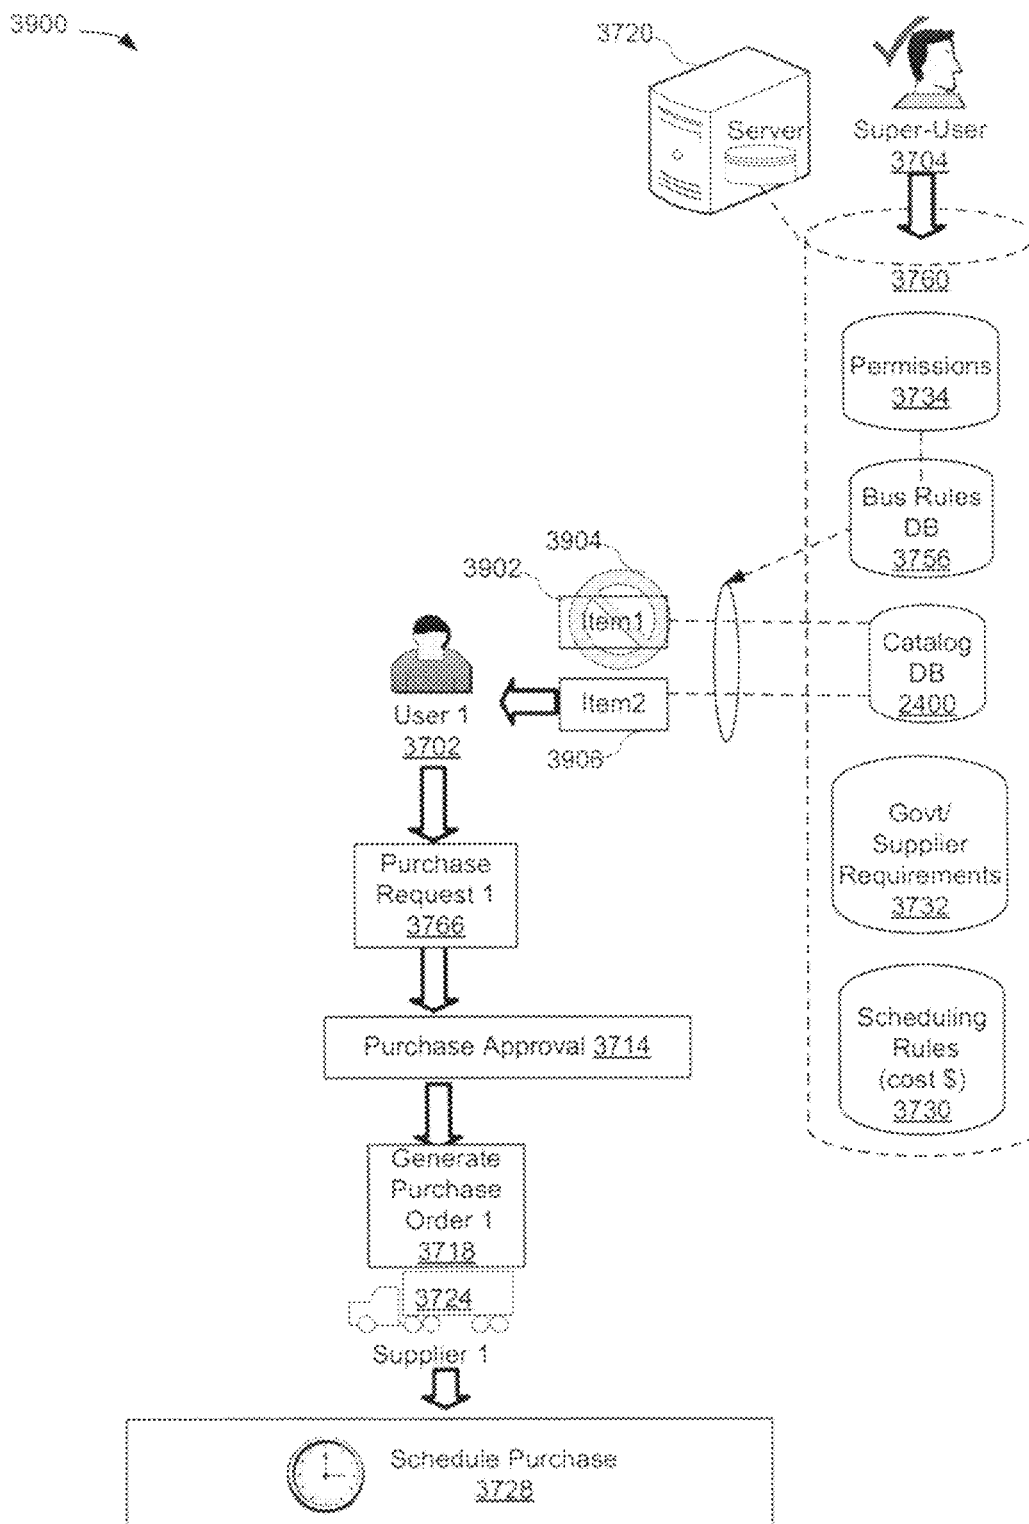 3900
3720
Server
Super-User
3704
3760
Permissions
3734
Bus Rules
DB
3756
3904
3902
Item1
Catalog
DB
2400
Item2
3906
User 1
3702
Govt/
Supplier
Requirements
3732
Purchase
Request 1
3766
Scheduling
Rules
(cost $)
3730
Purchase Approval 3714
Generate
Purchase
Order 1
3718
3724
Supplier 1
Schedule Purchase
3728